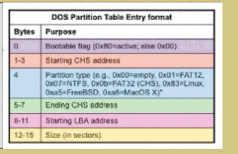 DOS Partition Table Entry format
Bytes Purpose
0 Bootable flag (0x80=active; else 0x00)
1-3 Starting CHS address
4 Partition type (e.g., 0x00=empty, 0x01=FAT12,
0x07=NTFS, 0x0b=FAT32 (CHS), 0x83=Linux,
0xa5=FreeBSD, 0xa8=MacOS X)*
5-7 Ending CHS address
8-11 Starting LBA address
12-15 Size (in sectors)